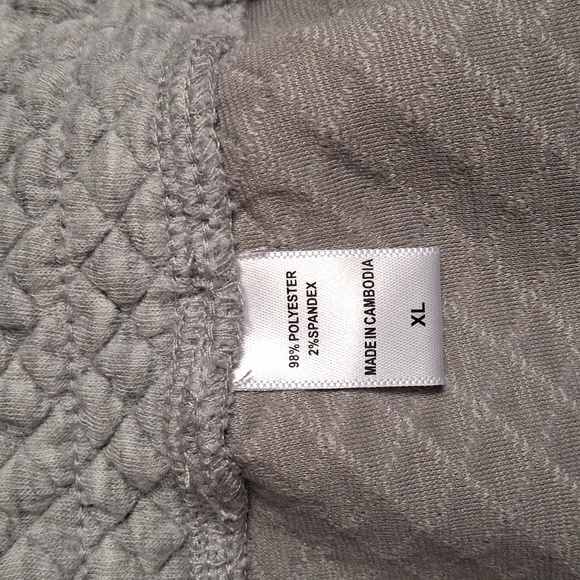 98% POLYESTER
2%SPANDEX
MADE IN CAMBODIA
XL